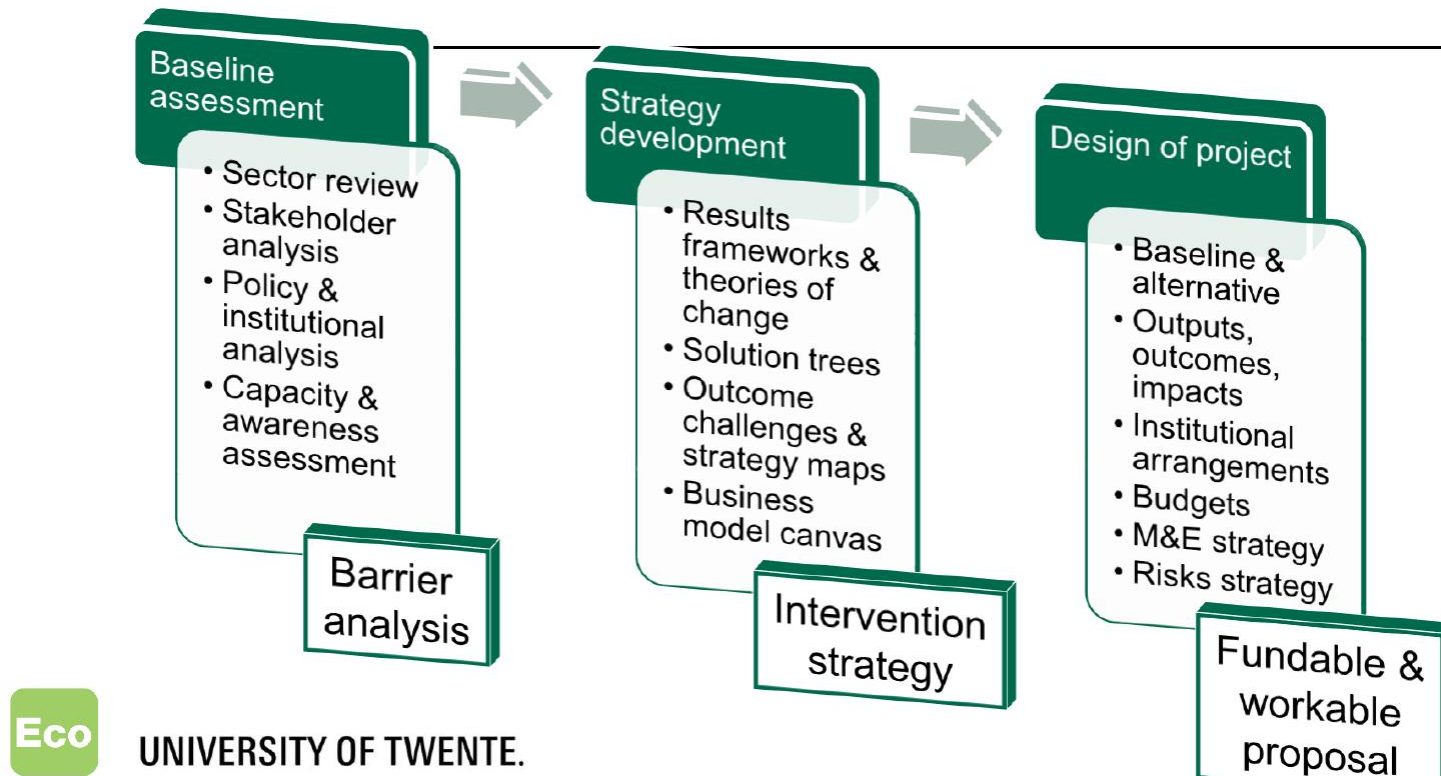 Baseline
assessment
• Sector review
• Stakeholder
analysis
• Policy &
institutional
analysis
• Capacity &
awareness
assessment
Barrier
analysis
Strategy
development
• Results
frameworks &
theories of
change
• Solution trees
• Outcome
challenges &
strategy maps
• Business
model canvas
Intervention
strategy
Design of project
• Baseline &
alternative
• Outputs,
outcomes,
impacts
• Institutional
arrangements
• Budgets
• M&E strategy
• Risks strategy
Fundable &
workable
proposal
Eco
UNIVERSITY OF TWENTE.